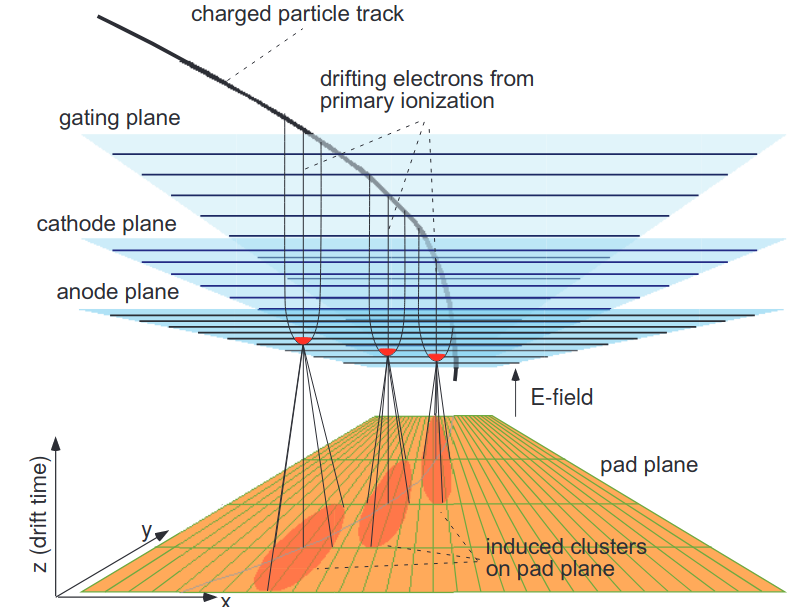 charged particle track
drifting electrons from
primary ionization
gating plane
cathode plane
anode plane
E-field
pad plane
z (drift time)
y
induced clusters
on pad plane
x